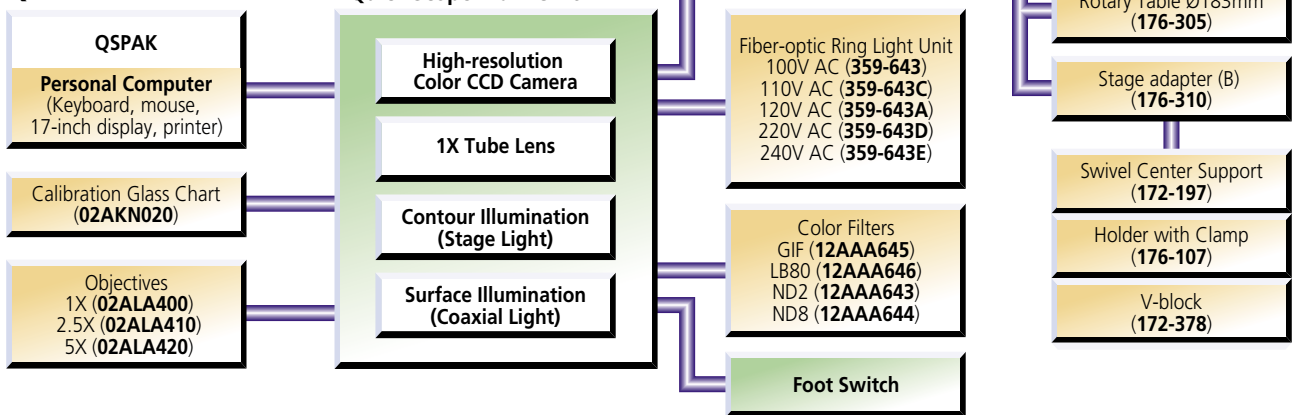 QSPAK
Personal Computer
(Keyboard, mouse,
17-inch display, printer)
Calibration Glass Chart
(02AKN020)
Objectives
1X (02ALA400)
2.5X (02ALA410)
5X (02ALA420)
High-resolution
Color CCD Camera
1X Tube Lens
Contour Illumination
(Stage Light)
Surface Illumination
(Coaxial Light)
Fiber-optic Ring Light Unit
100V AC (359-643)
110V AC (359-643C)
120V AC (359-643A)
220V AC (359-643D)
240V AC (359-643E)
Color Filters
GIF (12AAA645)
LB80 (12AAA646)
ND2 (12AAA643)
ND8 (12AAA644)
Foot Switch
Rotary Table Ø183mm
(176-305)
Stage adapter (B)
(176-310)
Swivel Center Support
(172-197)
Holder with Clamp
(176-107)
V-block
(172-378)